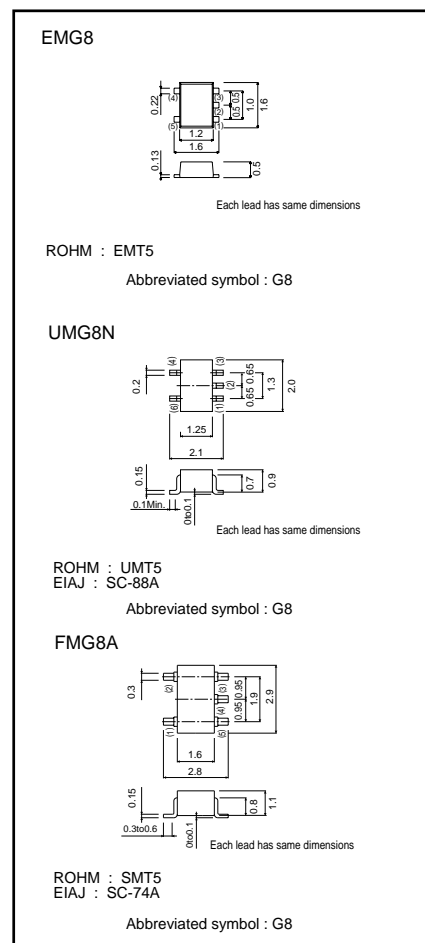 EMG8
0.22
(4)
(3)
(2)
(5)
(1)
0.5 0.5
1.0
1.6
1.2
1.6
0.13
0.5
Each lead has same dimensions
ROHM : EMT5
Abbreviated symbol : G8
UMG8N
0.2
(4)
(3)
(2)
(6)
(1)
0.65 0.65
1.3
2.0
1.25
2.1
0.15
0.1Min.
0to0.1
0.7
0.9
Each lead has same dimensions
ROHM : UMT5
EIAJ : SC-88A
Abbreviated symbol : G8
FMG8A
0.3
(2)
(3)
(4)
(1)
(5)
0.95 0.95
1.9
2.9
1.6
2.8
0.15
0.3to0.6
0to0.1
0.8
1.1
Each lead has same dimensions
ROHM : SMT5
EIAJ : SC-74A
Abbreviated symbol : G8